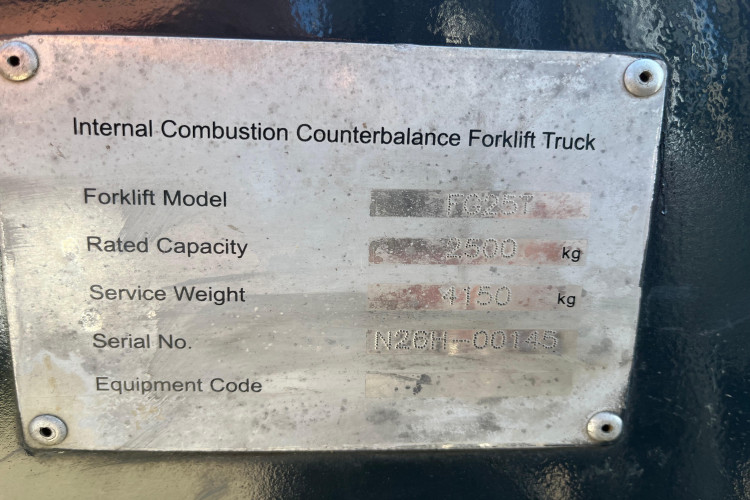 Internal Combustion Counterbalance Forklift Truck
Forklift Model FG25T
Rated Capacity 2500 kg
Service Weight 4150 kg
Serial No. N26H-00145
Equipment Code